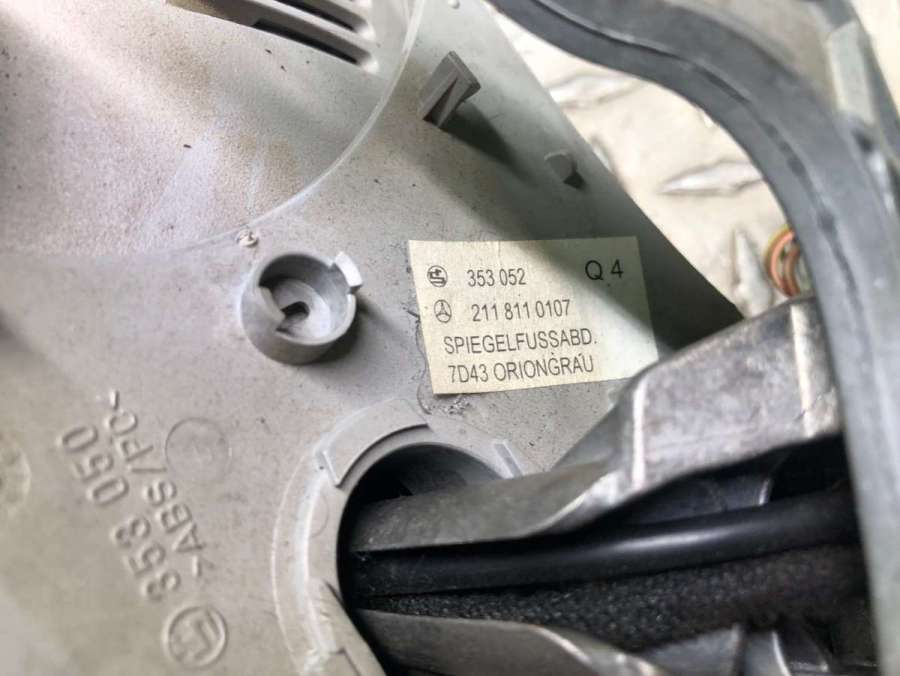 353 052 Q 4
211 811 0107
SPIEGELFUSSABD.
7D43 ORIONGRAU
353 050
>ABS/PC<